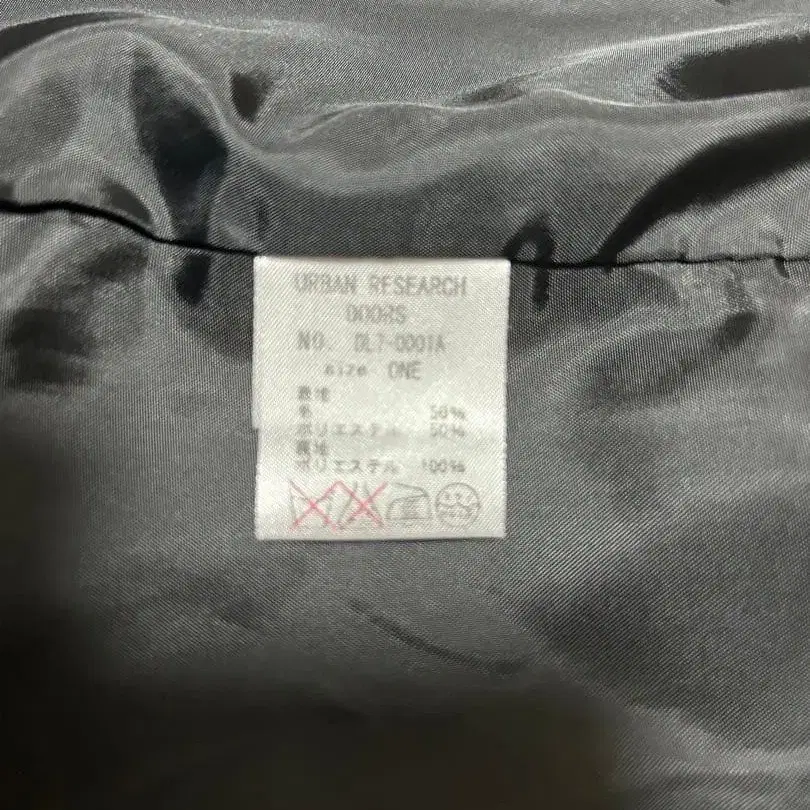 URBAN RESEARCH
DOORS
NO. DL7-0001A
size ONE
表地
毛 50%
ポリエステル 50%
裏地
ポリエステル 100%